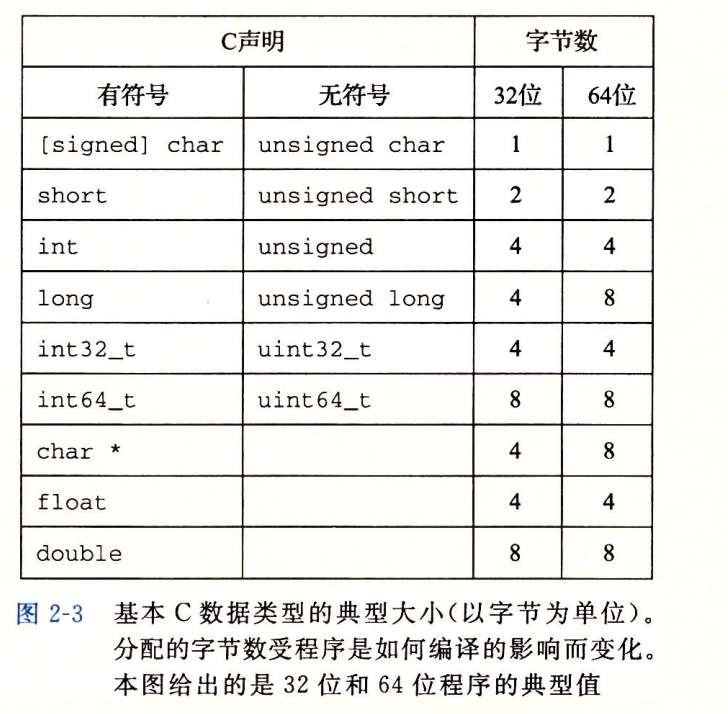 C声明 字节数
有符号 无符号 32位 64位
[signed] char unsigned char 1 1
short unsigned short 2 2
int unsigned 4 4
long unsigned long 4 8
int32_t uint32_t 4 4
int64_t uint64_t 8 8
char * 4 8
float 4 4
double 8 8
图 2-3 基本 C 数据类型的典型大小(以字节为单位)。
分配的字节数受程序是如何编译的影响而变化。
本图给出的是 32 位和 64 位程序的典型值